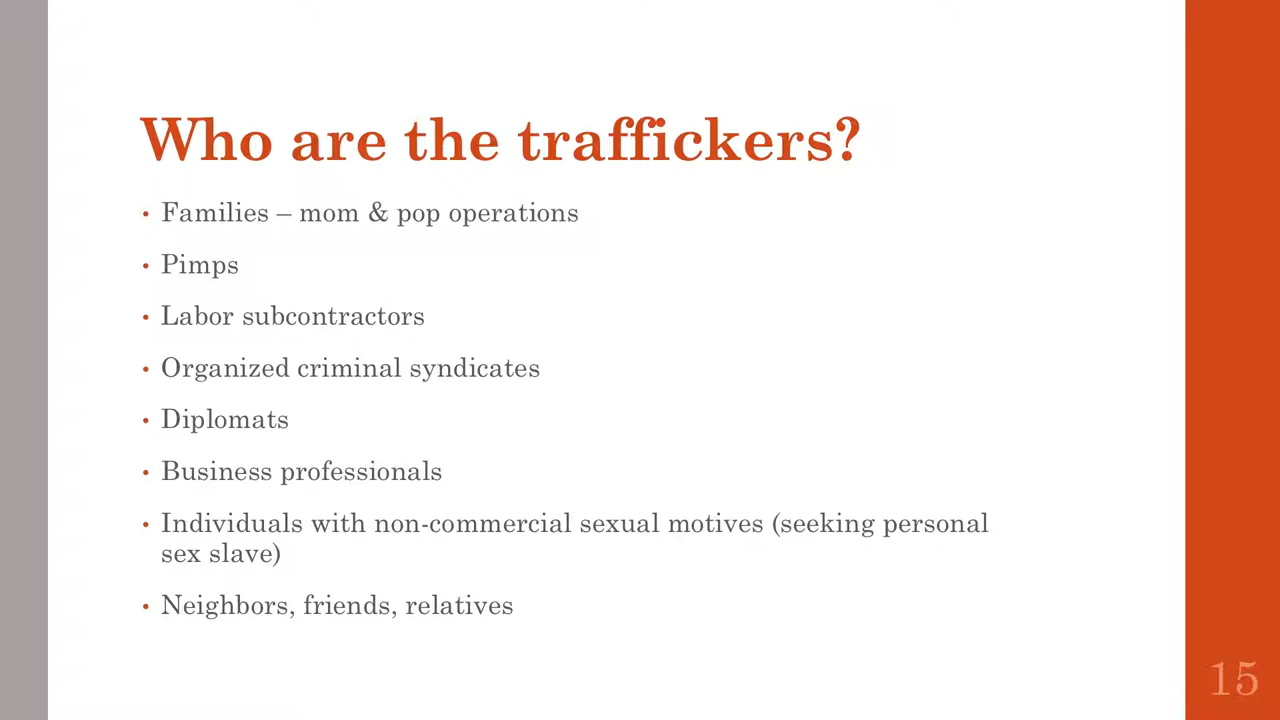 Who are the traffickers?
• Families – mom & pop operations
• Pimps
• Labor subcontractors
• Organized criminal syndicates
• Diplomats
• Business professionals
• Individuals with non-commercial sexual motives (seeking personal
sex slave)
• Neighbors, friends, relatives
15